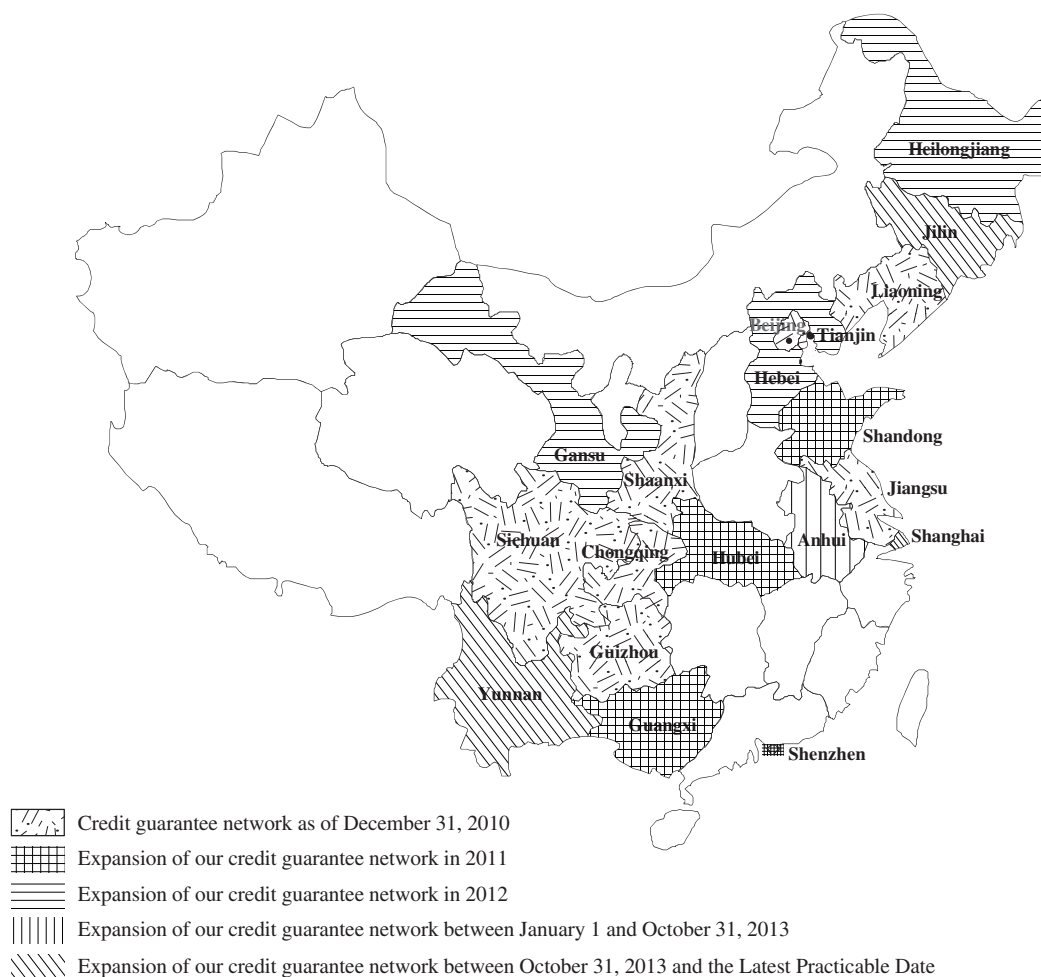 Heilongjiang
Jilin
Liaoning
Beijing
Tianjin
Hebei
Shandong
Gansu
Shaanxi
Jiangsu
Shanghai
Sichuan
Chongqing
Hubei
Anhui
Guizhou
Yunnan
Guangxi
Shenzhen
Credit guarantee network as of December 31, 2010
Expansion of our credit guarantee network in 2011
Expansion of our credit guarantee network in 2012
Expansion of our credit guarantee network between January 1 and October 31, 2013
Expansion of our credit guarantee network between October 31, 2013 and the Latest Practicable Date